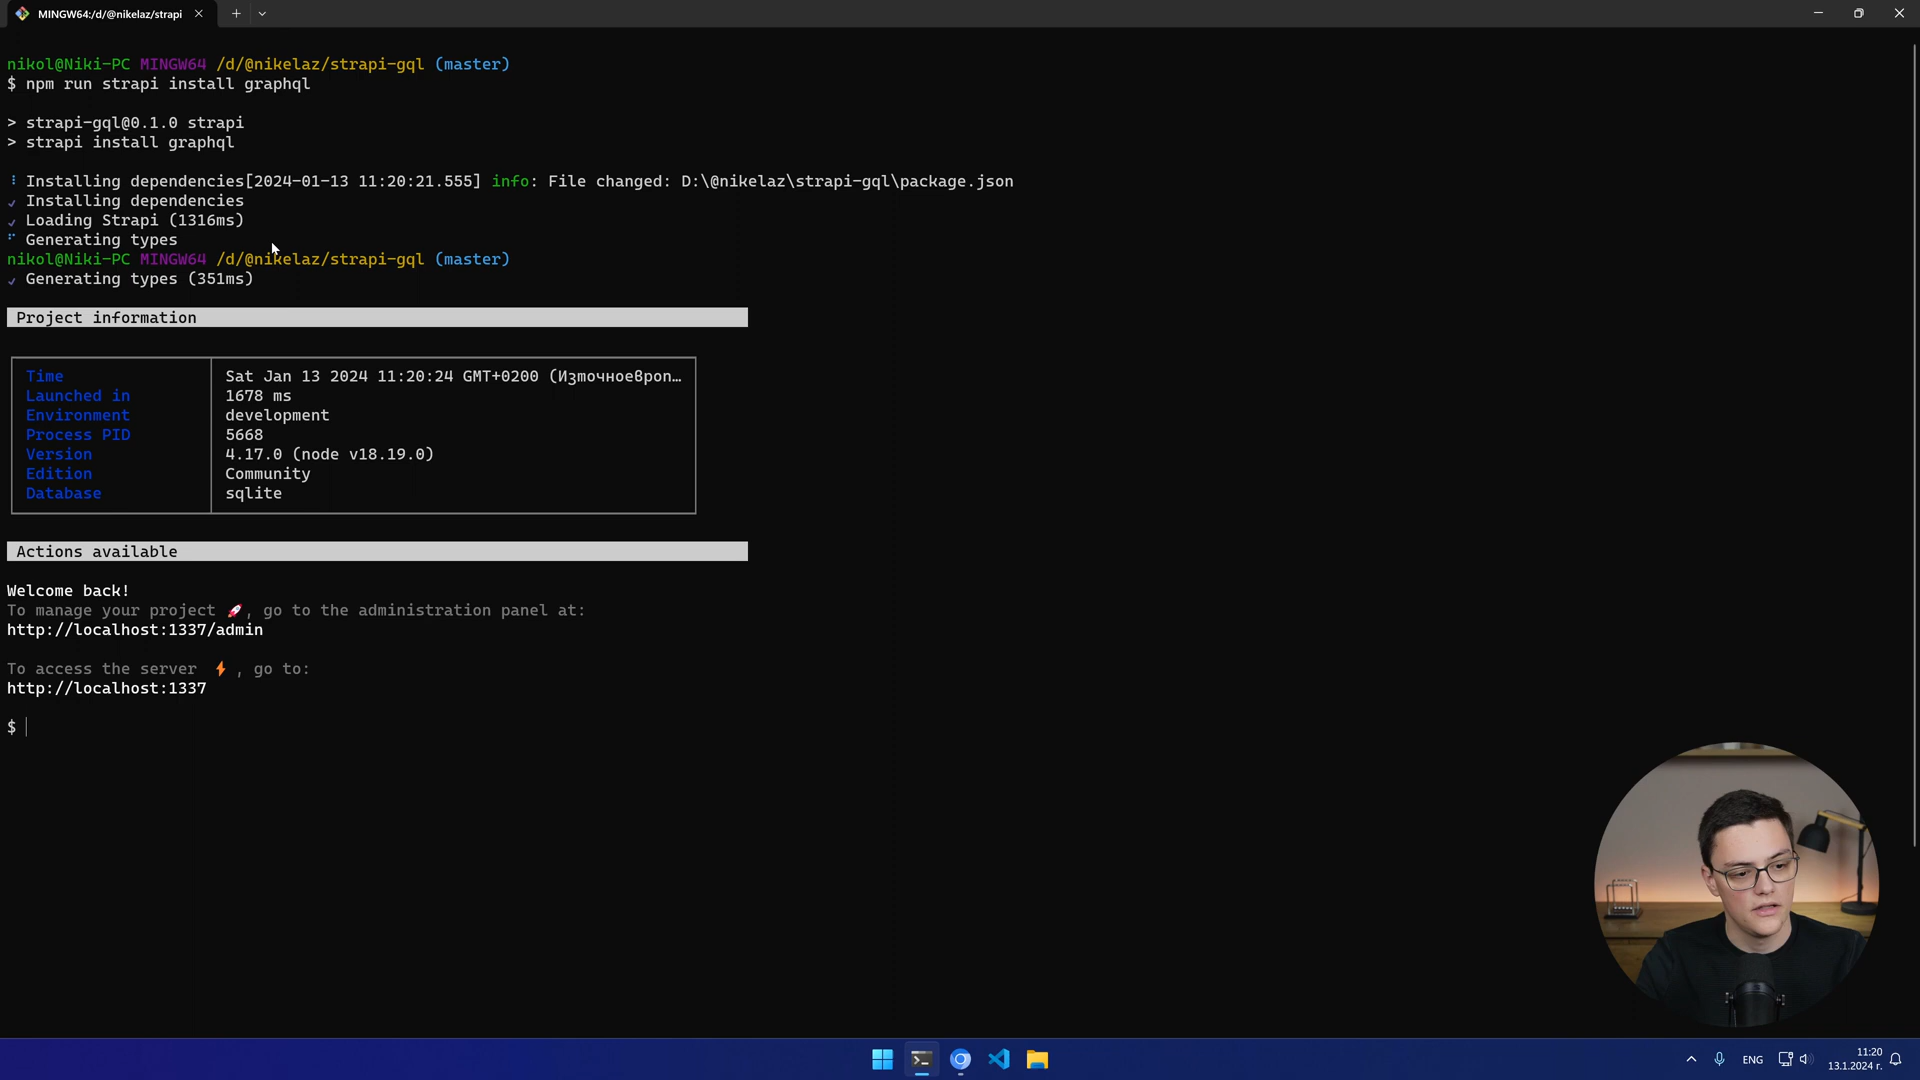 MINGW64:/d/@nikelaz/strapi
nikol@Niki-PC MINGW64 /d/@nikelaz/strapi-gql (master)
$ npm run strapi install graphql
> strapi-gql@0.1.0 strapi
> strapi install graphql
Installing dependencies[2024-01-13 11:20:21.555] info: File changed: D:\@nikelaz\strapi-gql\package.json
✓ Installing dependencies
✓ Loading Strapi (1316ms)
Generating types
nikol@Niki-PC MINGW64 /d/@nikelaz/strapi-gql (master)
✓ Generating types (351ms)
Project information
Time Sat Jan 13 2024 11:20:24 GMT+0200 (Източноевроп…
Launched in 1678 ms
Environment development
Process PID 5668
Version 4.17.0 (node v18.19.0)
Edition Community
Database sqlite
Actions available
Welcome back!
To manage your project 🚀, go to the administration panel at:
http://localhost:1337/admin
To access the server ⚡, go to:
http://localhost:1337
$
ENG
11:20
13.1.2024 г.